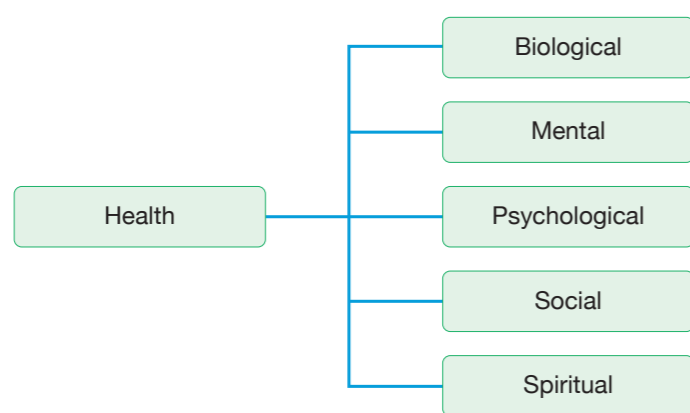 Health
Biological
Mental
Psychological
Social
Spiritual